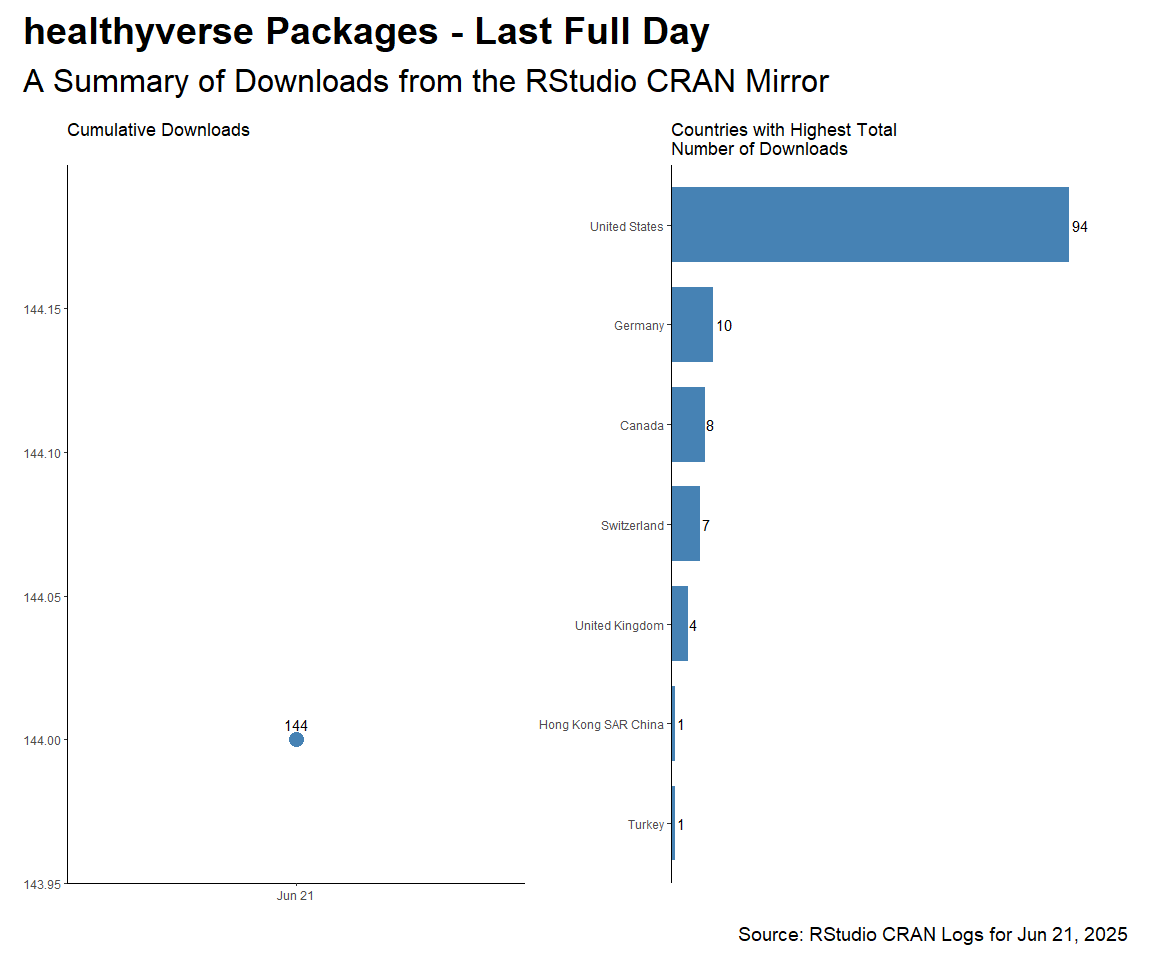 healthyverse Packages - Last Full Day
A Summary of Downloads from the RStudio CRAN Mirror
Cumulative Downloads
144.15
144.10
144.05
144.00
143.95
144
Jun 21
Countries with Highest Total
Number of Downloads
United States 94
Germany 10
Canada 8
Switzerland 7
United Kingdom 4
Hong Kong SAR China 1
Turkey 1
Source: RStudio CRAN Logs for Jun 21, 2025